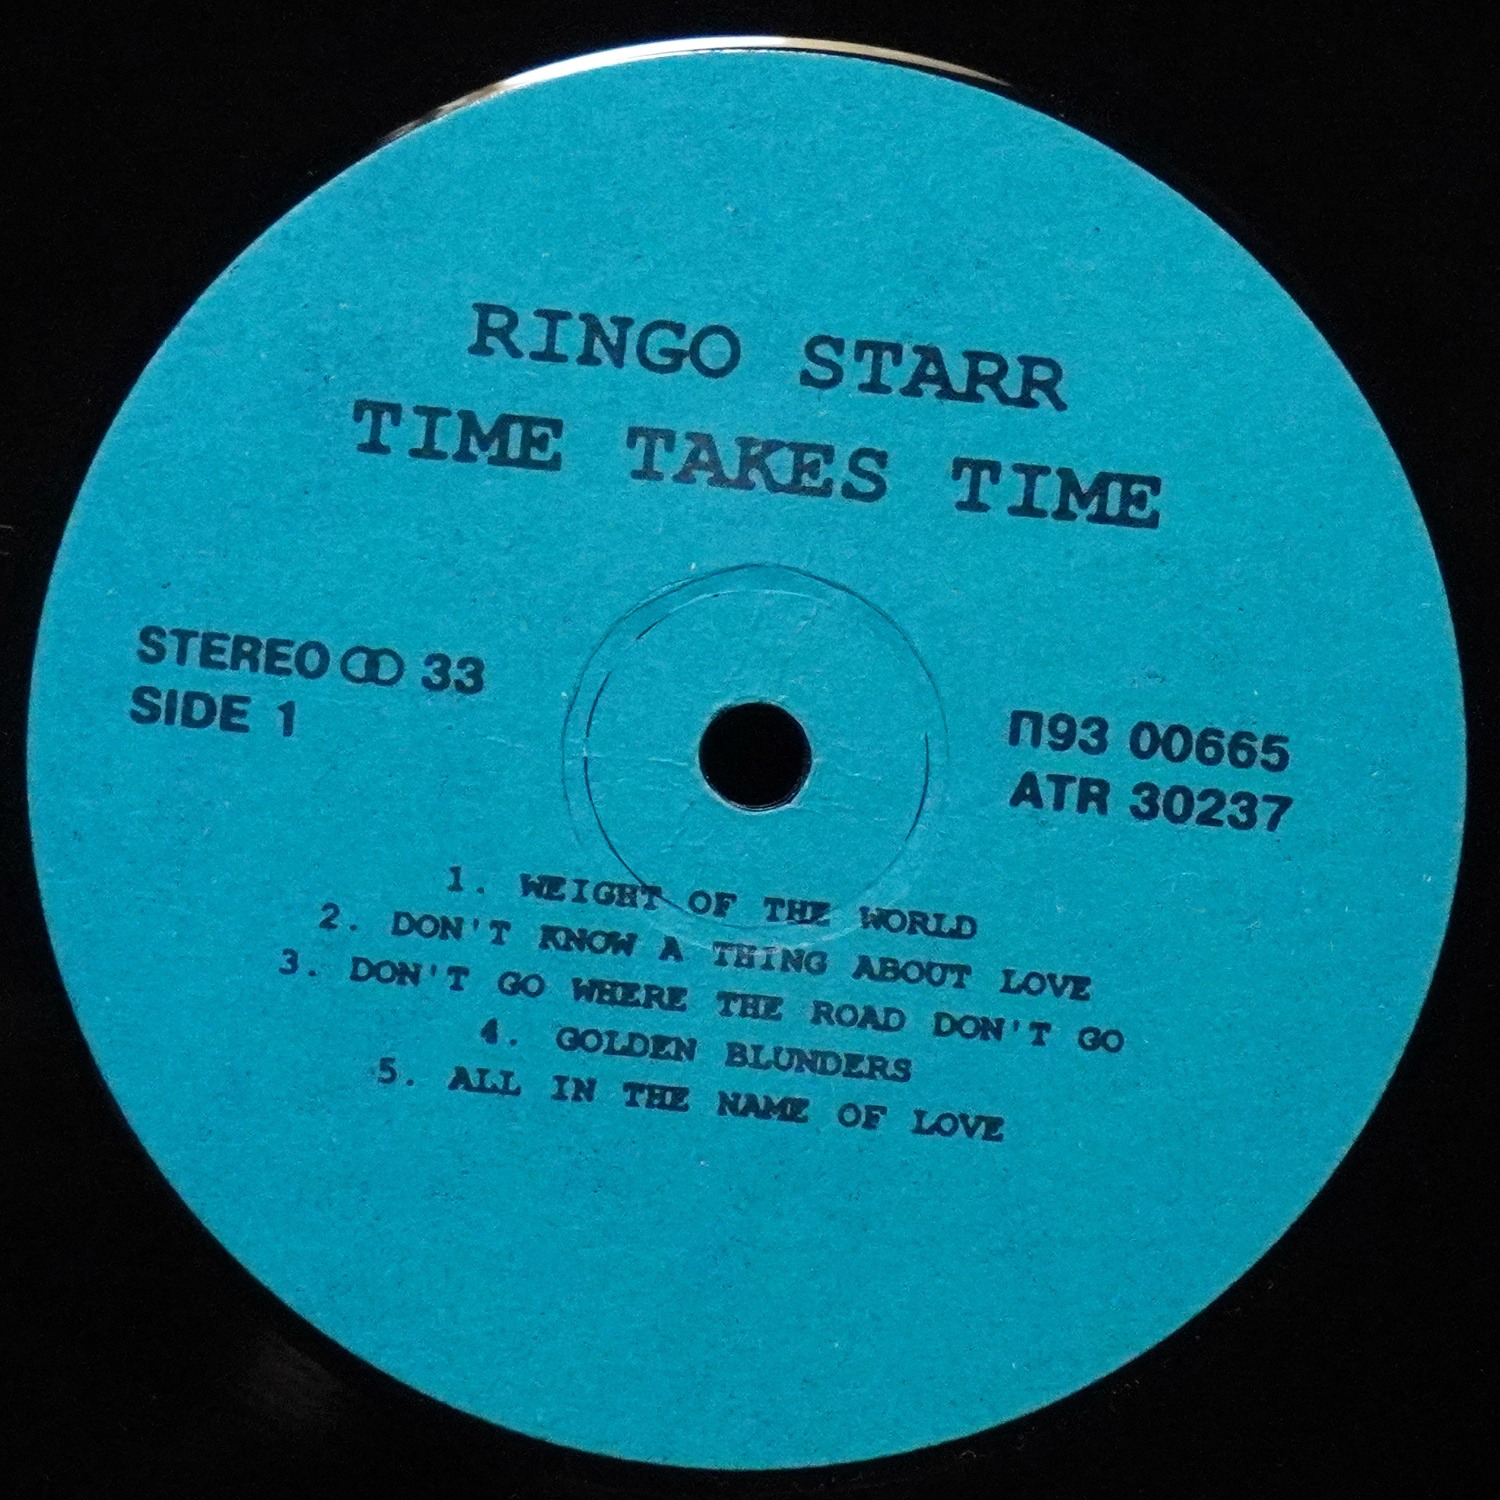 RINGO STARR
TIME TAKES TIME
STEREO 33
SIDE 1
П93 00665
ATR 30237
1. WEIGHT OF THE WORLD
2. DON'T KNOW A THING ABOUT LOVE
3. DON'T GO WHERE THE ROAD DON'T GO
4. GOLDEN BLUNDERS
5. ALL IN THE NAME OF LOVE